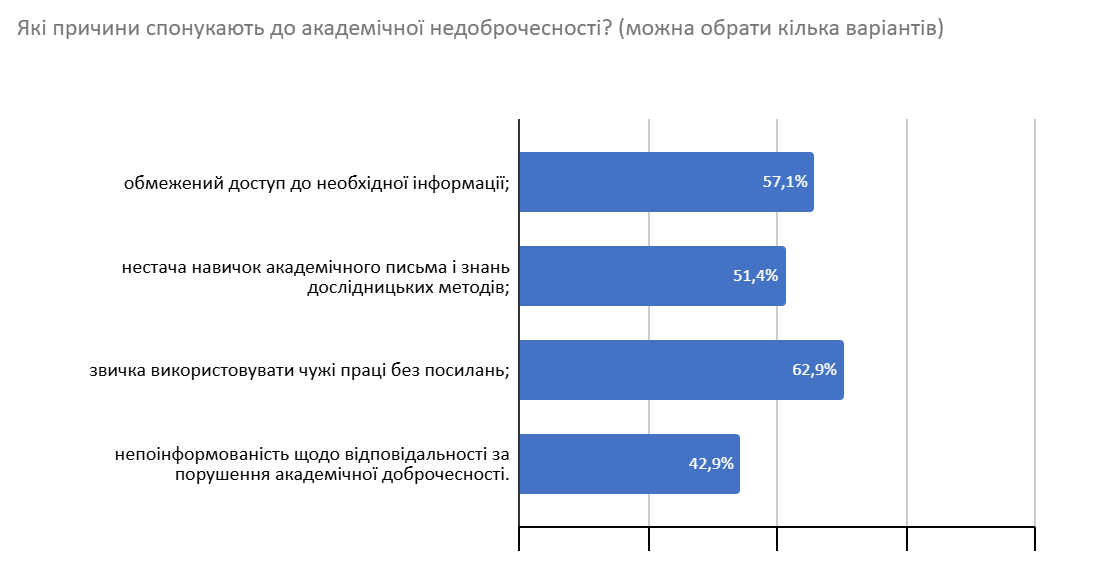 Які причини спонукають до академічної недоброчесності? (можна обрати кілька варіантів)
обмежений доступ до необхідної інформації;
57,1%
нестача навичок академічного письма і знань
дослідницьких методів;
51,4%
звичка використовувати чужі праці без посилань;
62,9%
непоінформованість щодо відповідальності за
порушення академічної доброчесності.
42,9%